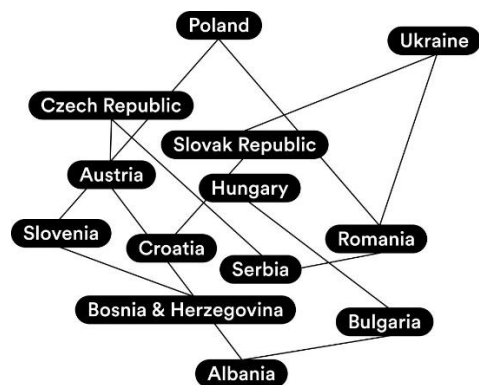 Poland
Ukraine
Czech Republic
Slovak Republic
Austria
Hungary
Slovenia
Croatia
Romania
Serbia
Bosnia & Herzegovina
Bulgaria
Albania